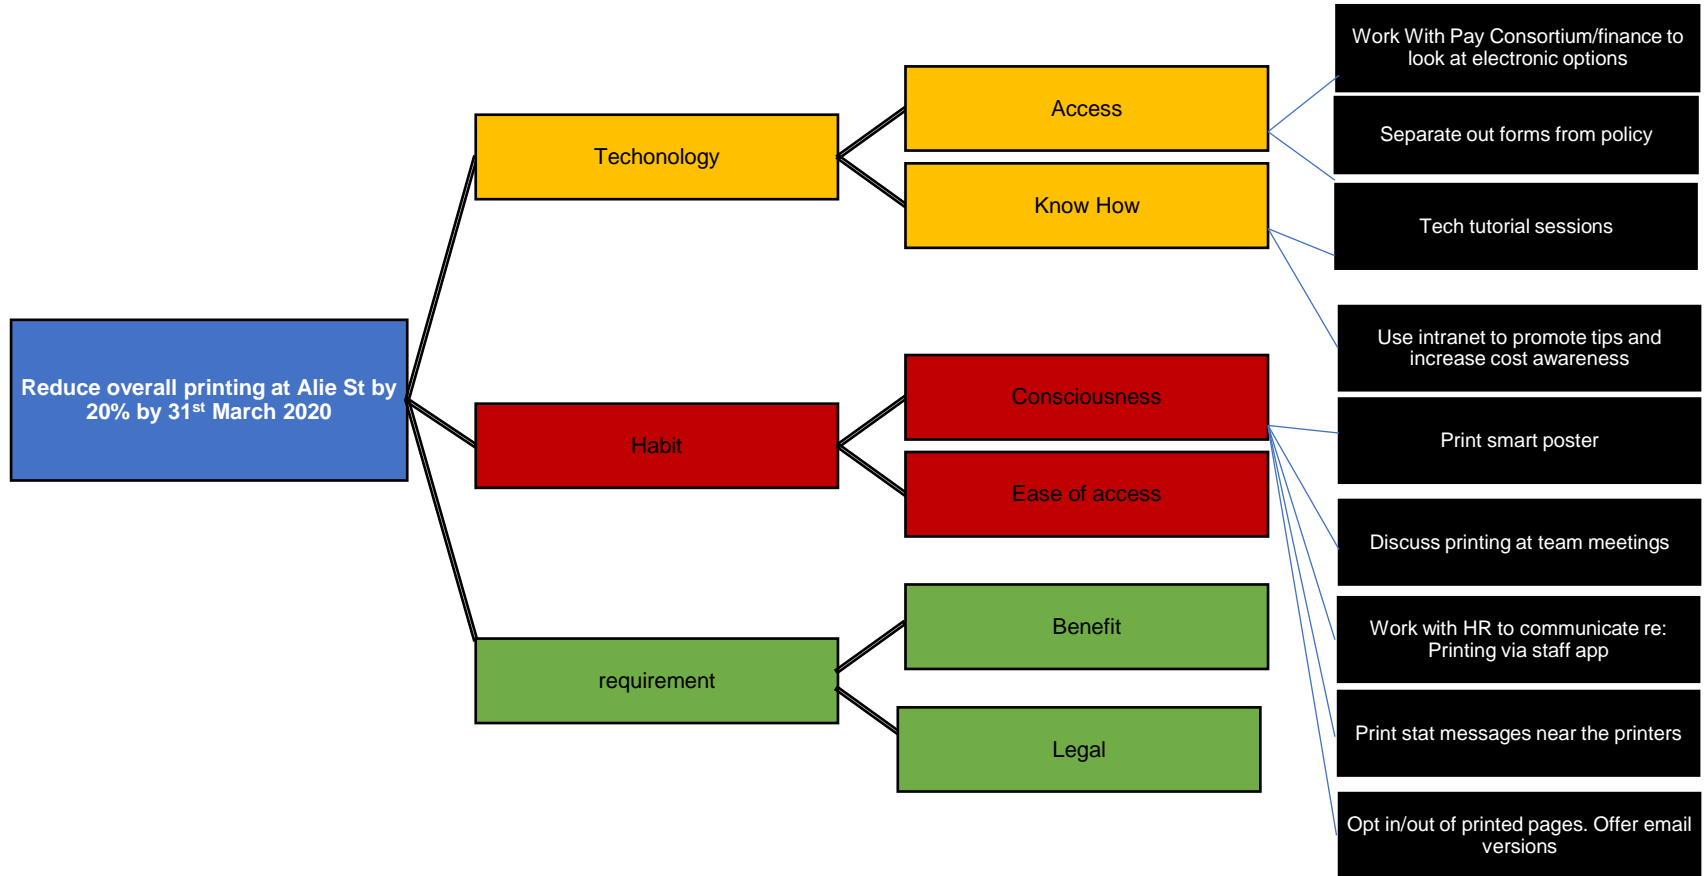 Reduce overall printing at Alie St by
20% by 31st March 2020
Techonology
Habit
requirement
Access
Know How
Consciousness
Ease of access
Benefit
Legal
Work With Pay Consortium/finance to
look at electronic options
Separate out forms from policy
Tech tutorial sessions
Use intranet to promote tips and
increase cost awareness
Print smart poster
Discuss printing at team meetings
Work with HR to communicate re:
Printing via staff app
Print stat messages near the printers
Opt in/out of printed pages. Offer email
versions